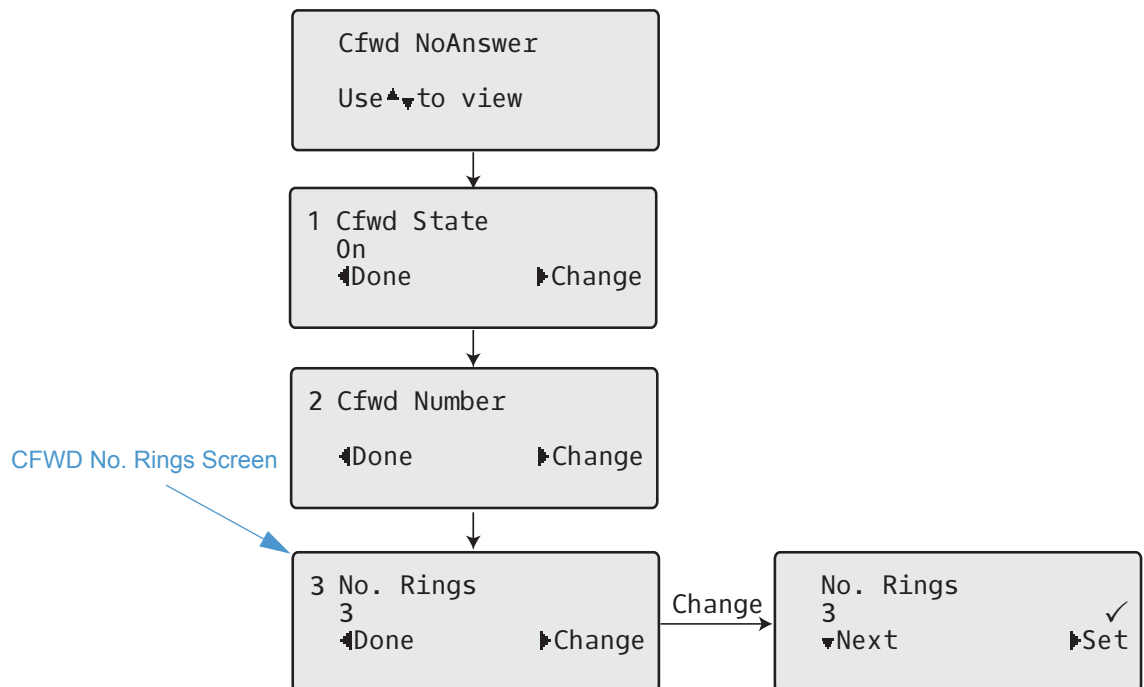 Cfwd NoAnswer
Use▲▼to view
1 Cfwd State
On
◀Done ▶Change
2 Cfwd Number
◀Done ▶Change
CFWD No. Rings Screen
3 No. Rings
3
◀Done ▶Change
Change
No. Rings
3 ✓
▼Next ▶Set